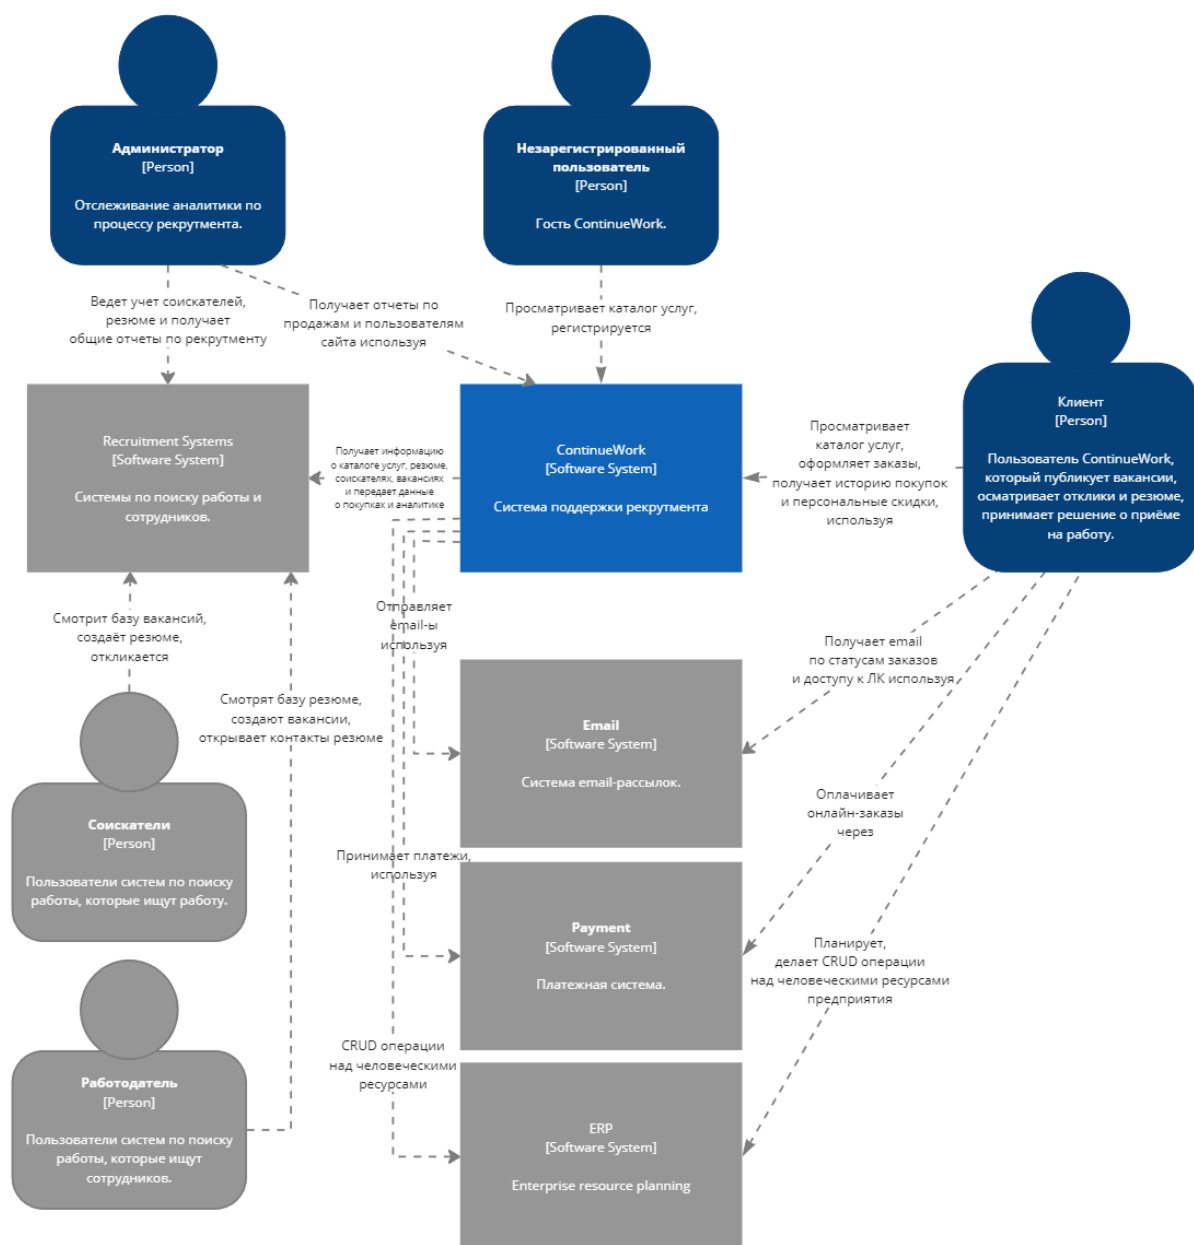 Администратор
[Person]
Отслеживание аналитики по
процессу рекрутмента.
Незарегистрированный
пользователь
[Person]
Гость ContinueWork.
Ведет учет соискателей,
резюме и получает
общие отчеты по рекрутменту
Получает отчеты по
продажам и пользователям
сайта используя
Просматривает каталог услуг,
регистрируется
Клиент
[Person]
Пользователь ContinueWork,
который публикует вакансии,
осматривает отклики и резюме,
принимает решение о приёме
на работу.
Recruitment Systems
[Software System]
Системы по поиску работы и
сотрудников.
Получает информацию
о каталоге услуг, резюме,
соискателях, вакансиях
и передает данные
о покупках и аналитике
ContinueWork
[Software System]
Система поддержки рекрутмента
Просматривает
каталог услуг,
оформляет заказы,
получает историю покупок
и персональные скидки,
используя
Смотрит базу вакансий,
создаёт резюме,
откликается
Отправляет
email-ы
используя
Получает email
по статусам заказов
и доступу к ЛК используя
Смотрят базу резюме,
создают вакансии,
открывает контакты резюме
Email
[Software System]
Система email-рассылок.
Соискатели
[Person]
Пользователи систем по поиску
работы, которые ищут работу.
Оплачивает
онлайн-заказы
через
Принимает платежи,
используя
Payment
[Software System]
Платежная система.
Планирует,
делает CRUD операции
над человеческими ресурсами
предприятия
Работодатель
[Person]
Пользователи систем по поиску
работы, которые ищут
сотрудников.
CRUD операции
над человеческими
ресурсами
ERP
[Software System]
Enterprise resource planning